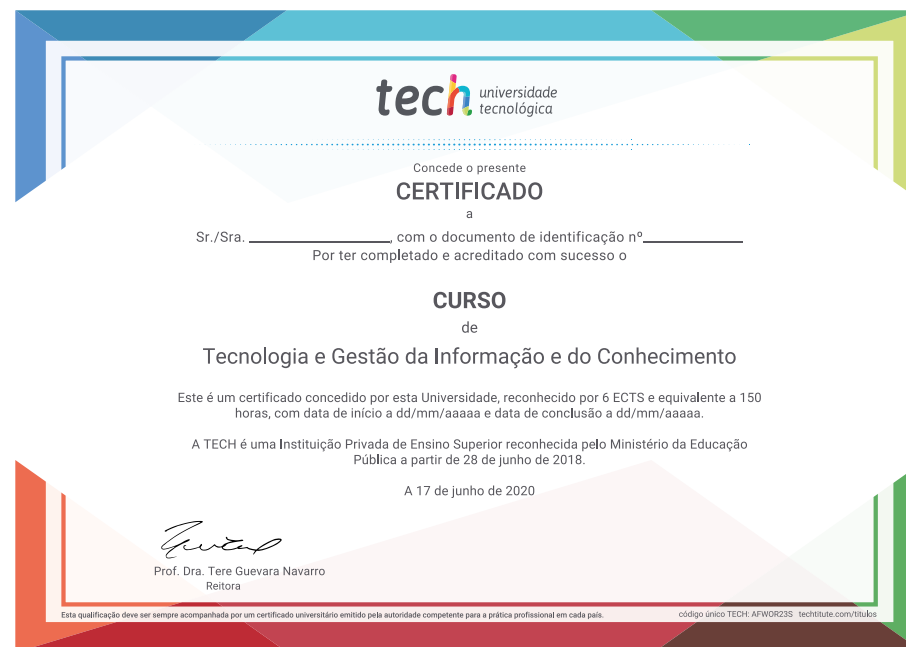 tech universidade
tecnológica
Concede o presente
CERTIFICADO
a
Sr./Sra. ____________________, com o documento de identificação nº______________
Por ter completado e acreditado com sucesso o
CURSO
de
Tecnologia e Gestão da Informação e do Conhecimento
Este é um certificado concedido por esta Universidade, reconhecido por 6 ECTS e equivalente a 150
horas, com data de início a dd/mm/aaaaa e data de conclusão a dd/mm/aaaaa.
A TECH é uma Instituição Privada de Ensino Superior reconhecida pelo Ministério da Educação
Pública a partir de 28 de junho de 2018.
A 17 de junho de 2020
Prof. Dra. Tere Guevara Navarro
Reitora
Esta qualificação deve ser sempre acompanhada por um certificado universitário emitido pela autoridade competente para a prática profissional em cada país.
código único TECH: AFWOR23S techtitute.com/titulos